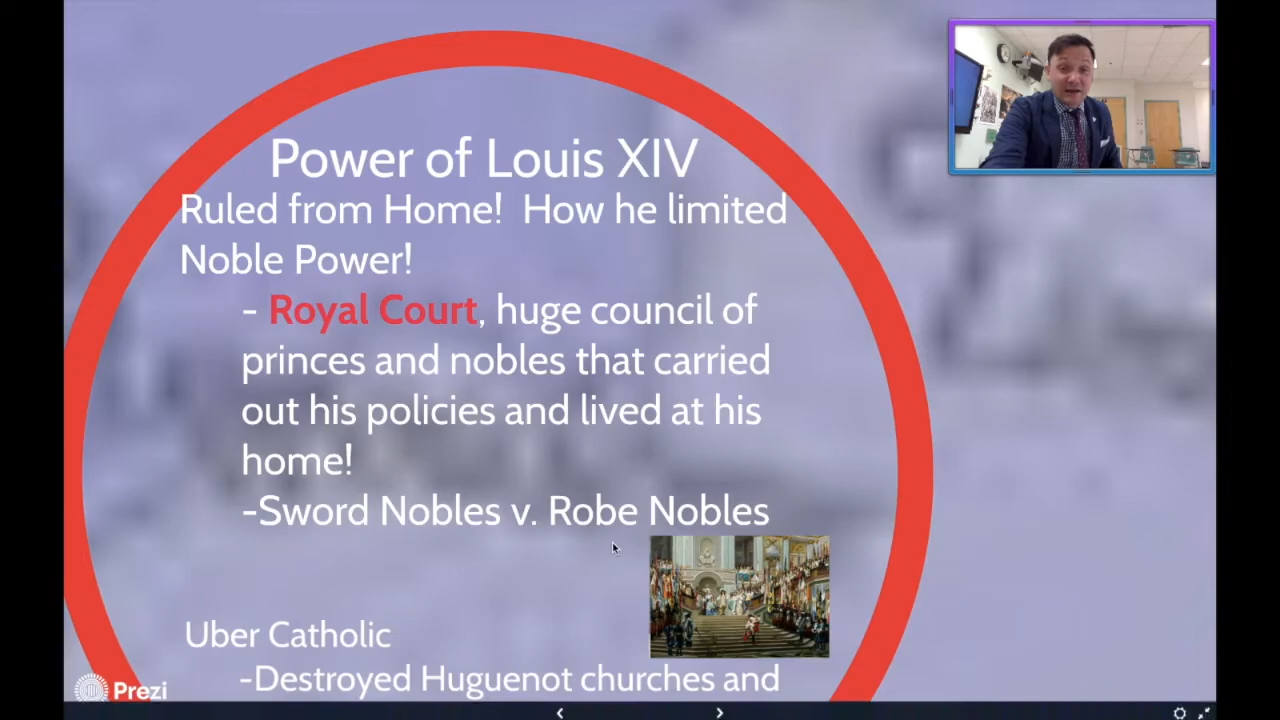 Power of Louis XIV
Ruled from Home!  How he limited
Noble Power!
- Royal Court, huge council of
princes and nobles that carried
out his policies and lived at his
home!
-Sword Nobles v. Robe Nobles
Uber Catholic
-Destroyed Huguenot churches and
Prezi